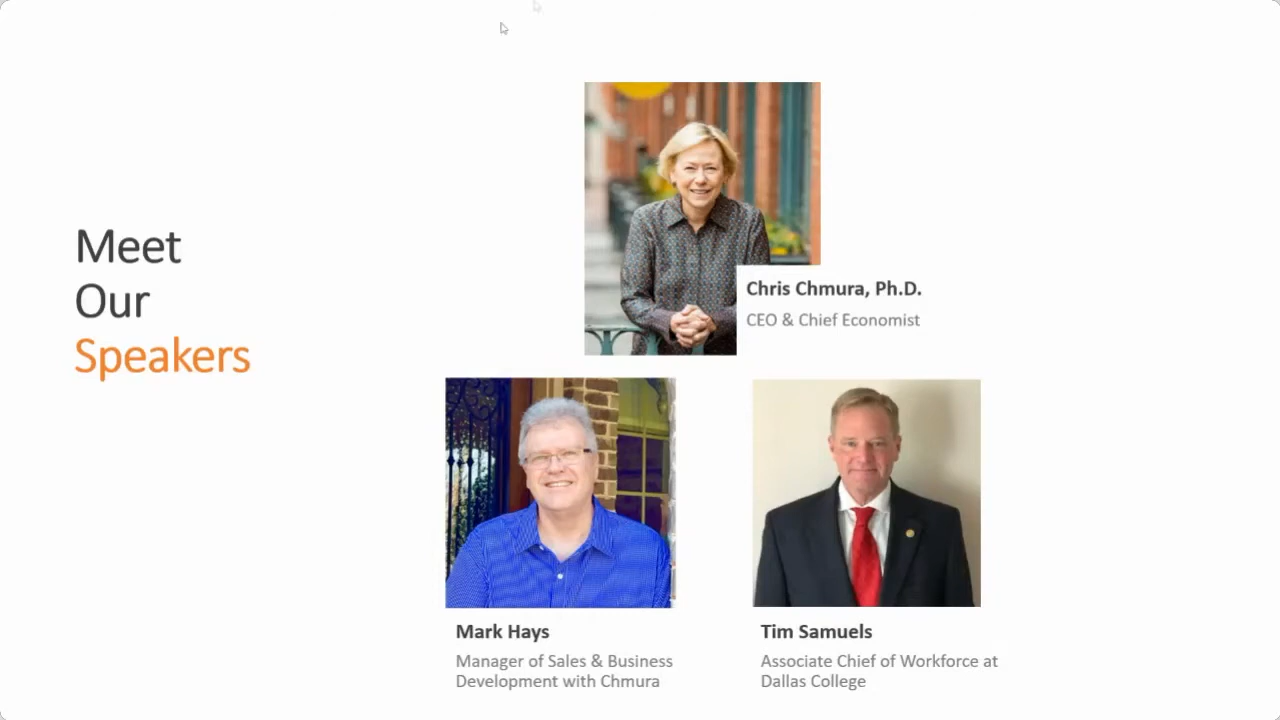 Meet
Our
Speakers
Chris Chmura, Ph.D.
CEO & Chief Economist
Mark Hays
Manager of Sales & Business
Development with Chmura
Tim Samuels
Associate Chief of Workforce at
Dallas College